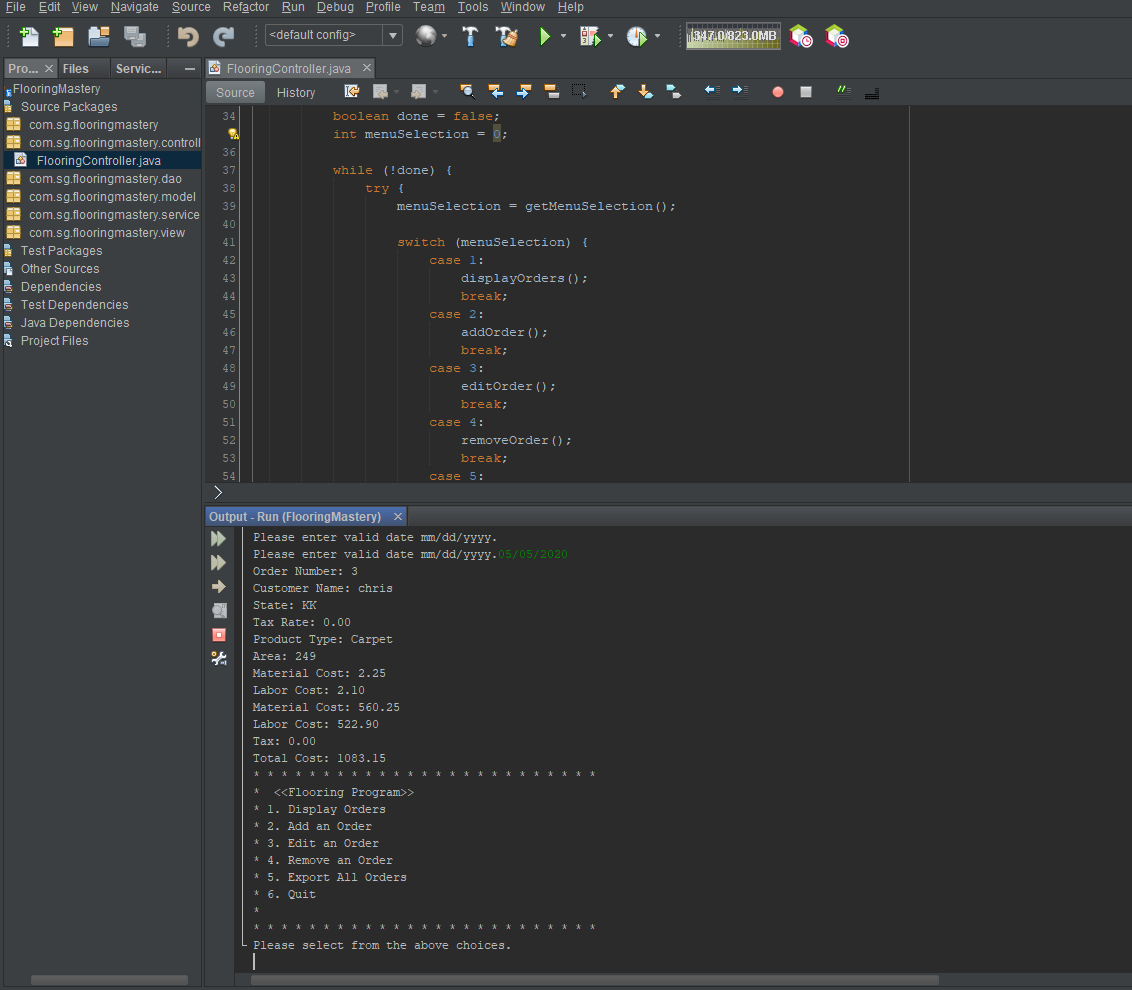 File Edit View Navigate Source Refactor Run Debug Profile Team Tools Window Help
<default config> 347.0/823.0MB
Pro... Files Servic... FlooringController.java
Source History
FlooringMastery
Source Packages
com.sg.flooringmastery
com.sg.flooringmastery.controll
FlooringController.java
com.sg.flooringmastery.dao
com.sg.flooringmastery.model
com.sg.flooringmastery.service
com.sg.flooringmastery.view
Test Packages
Other Sources
Dependencies
Test Dependencies
Java Dependencies
Project Files
34 boolean done = false;
int menuSelection = 0;
36
37 while (!done) {
38 try {
39 menuSelection = getMenuSelection();
40
41 switch (menuSelection) {
42 case 1:
43 displayOrders();
44 break;
45 case 2:
46 addOrder();
47 break;
48 case 3:
49 editOrder();
50 break;
51 case 4:
52 removeOrder();
53 break;
54 case 5:
Output - Run (FlooringMastery)
Please enter valid date mm/dd/yyyy.
Please enter valid date mm/dd/yyyy.05/05/2020
Order Number: 3
Customer Name: chris
State: KK
Tax Rate: 0.00
Product Type: Carpet
Area: 249
Material Cost: 2.25
Labor Cost: 2.10
Material Cost: 560.25
Labor Cost: 522.90
Tax: 0.00
Total Cost: 1083.15
* * * * * * * * * * * * * * * * * * * * * * * * *
* <<Flooring Program>>
* 1. Display Orders
* 2. Add an Order
* 3. Edit an Order
* 4. Remove an Order
* 5. Export All Orders
* 6. Quit
*
* * * * * * * * * * * * * * * * * * * * * * * * *
Please select from the above choices.